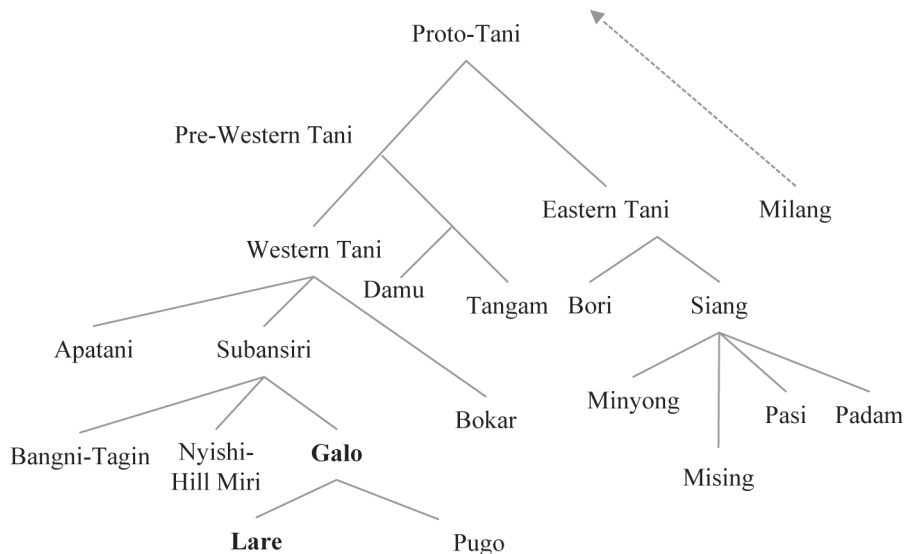 Proto-Tani
Pre-Western Tani
Eastern Tani
Milang
Western Tani
Damu
Tangam
Bori
Siang
Apatani
Subansiri
Bokar
Minyong
Pasi
Padam
Bangni-Tagin
Nyishi-
Hill Miri
Galo
Mising
Lare
Pugo